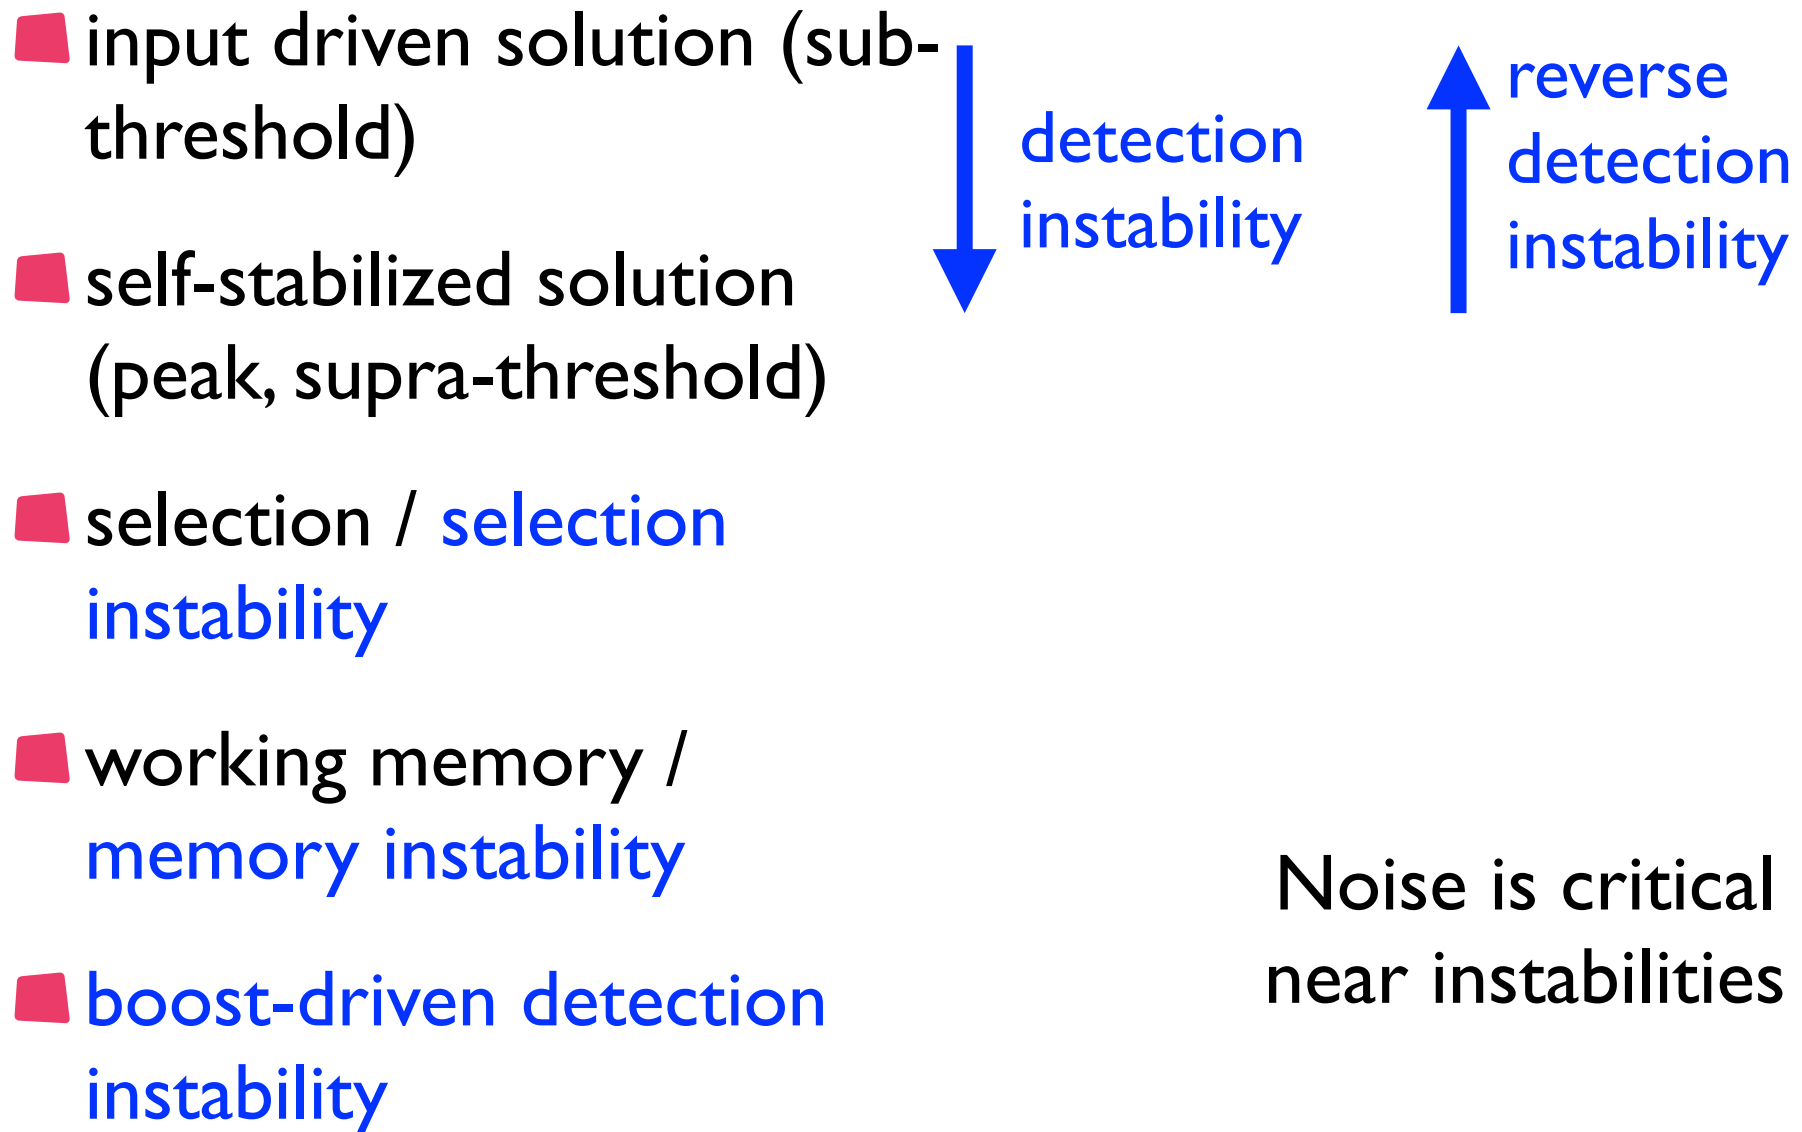 input driven solution (sub-
threshold)
detection
instability
reverse
detection
instability
self-stabilized solution
(peak, supra-threshold)
selection / selection
instability
working memory /
memory instability
boost-driven detection
instability
Noise is critical
near instabilities